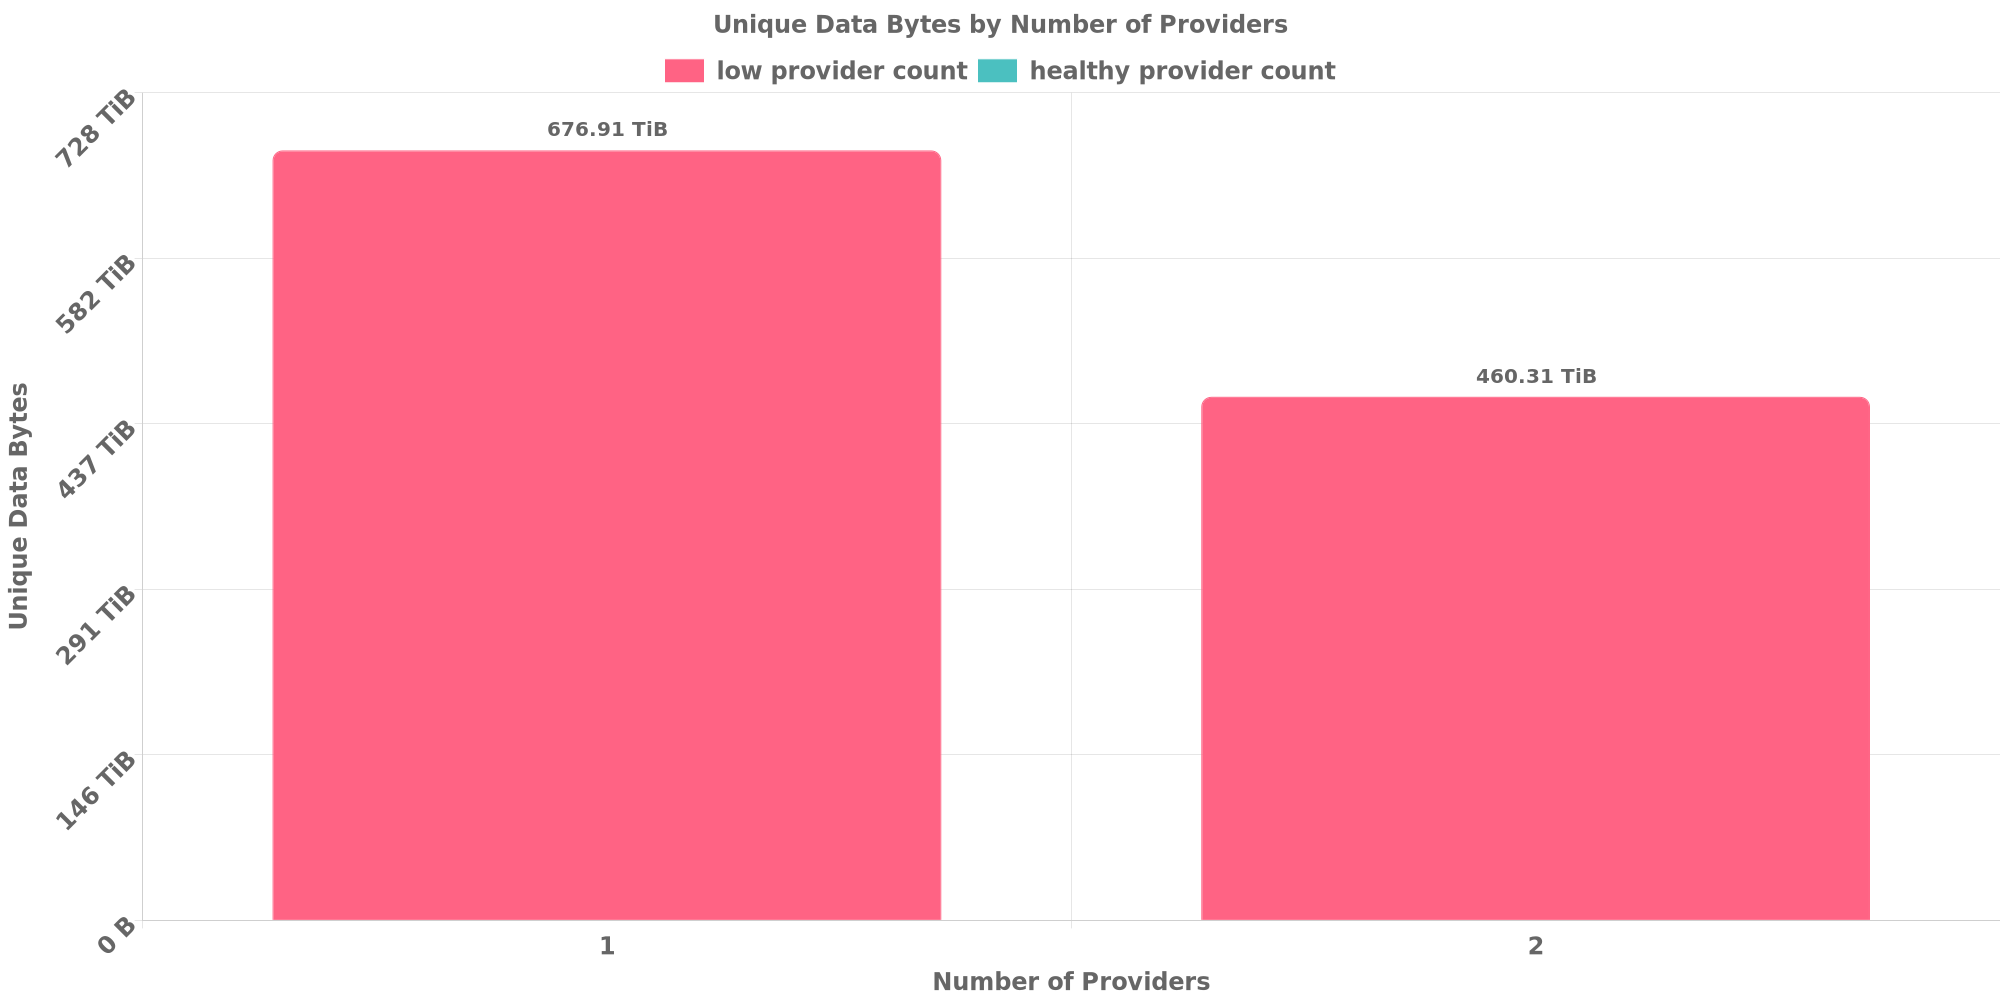 Unique Data Bytes by Number of Providers
low provider count
healthy provider count
728 TiB
582 TiB
437 TiB
291 TiB
146 TiB
0 B
Unique Data Bytes
676.91 TiB
460.31 TiB
1
2
Number of Providers